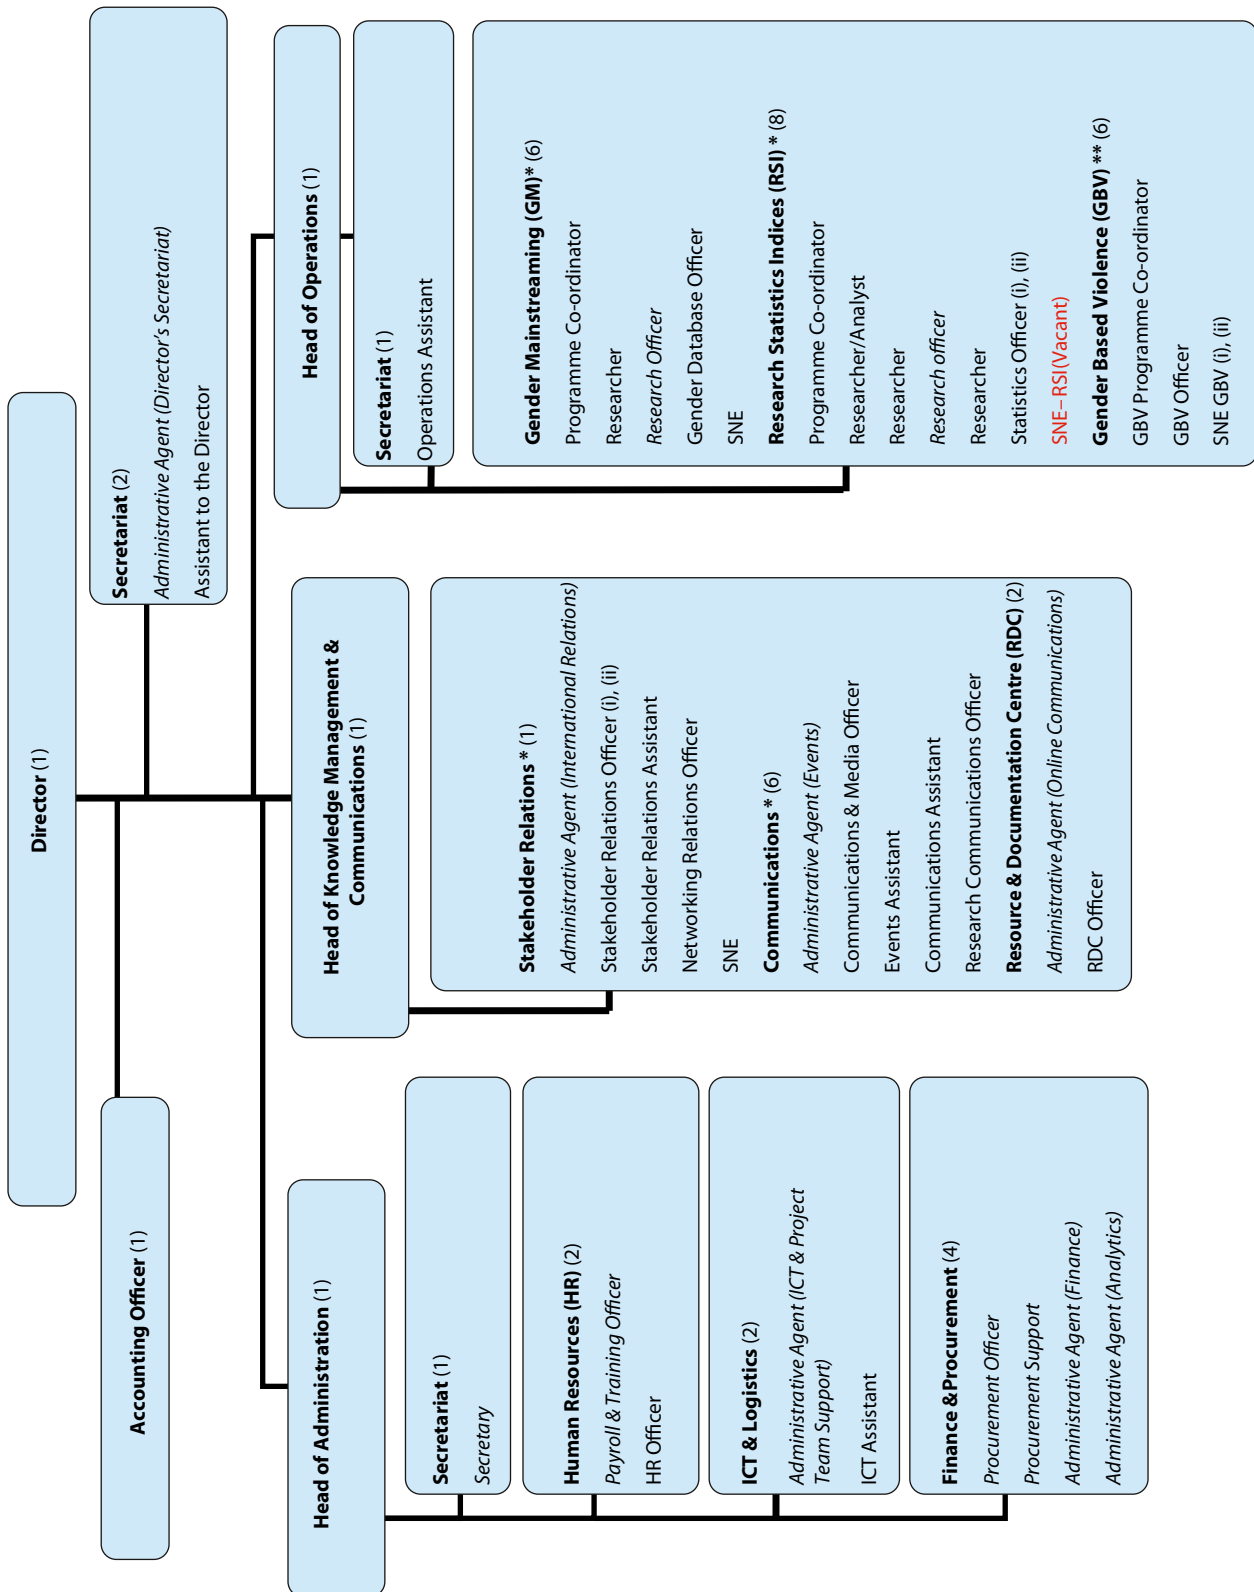 Director (1)
Secretariat (2)
Administrative Agent (Director's Secretariat)
Assistant to the Director
Accounting Officer (1)
Head of Administration (1)
Secretariat (1)
Secretary
Human Resources (HR) (2)
Payroll & Training Officer
HR Officer
ICT & Logistics (2)
Administrative Agent (ICT & Project
Team Support)
ICT Assistant
Finance & Procurement (4)
Procurement Officer
Procurement Support
Administrative Agent (Finance)
Administrative Agent (Analytics)
Head of Knowledge Management &
Communications (1)
Stakeholder Relations * (1)
Administrative Agent (International Relations)
Stakeholder Relations Officer (i), (ii)
Stakeholder Relations Assistant
Networking Relations Officer
SNE
Communications * (6)
Administrative Agent (Events)
Communications & Media Officer
Events Assistant
Communications Assistant
Research Communications Officer
Resource & Documentation Centre (RDC) (2)
Administrative Agent (Online Communications)
RDC Officer
Head of Operations (1)
Secretariat (1)
Operations Assistant
Gender Mainstreaming (GM)* (6)
Programme Co-ordinator
Researcher
Research Officer
Gender Database Officer
SNE
Research Statistics Indices (RSI) * (8)
Programme Co-ordinator
Researcher/Analyst
Researcher
Research officer
Researcher
Statistics Officer (i), (ii)
SNE–RSI(Vacant)
Gender Based Violence (GBV) ** (6)
GBV Programme Co-ordinator
GBV Officer
SNE GBV (i), (ii)